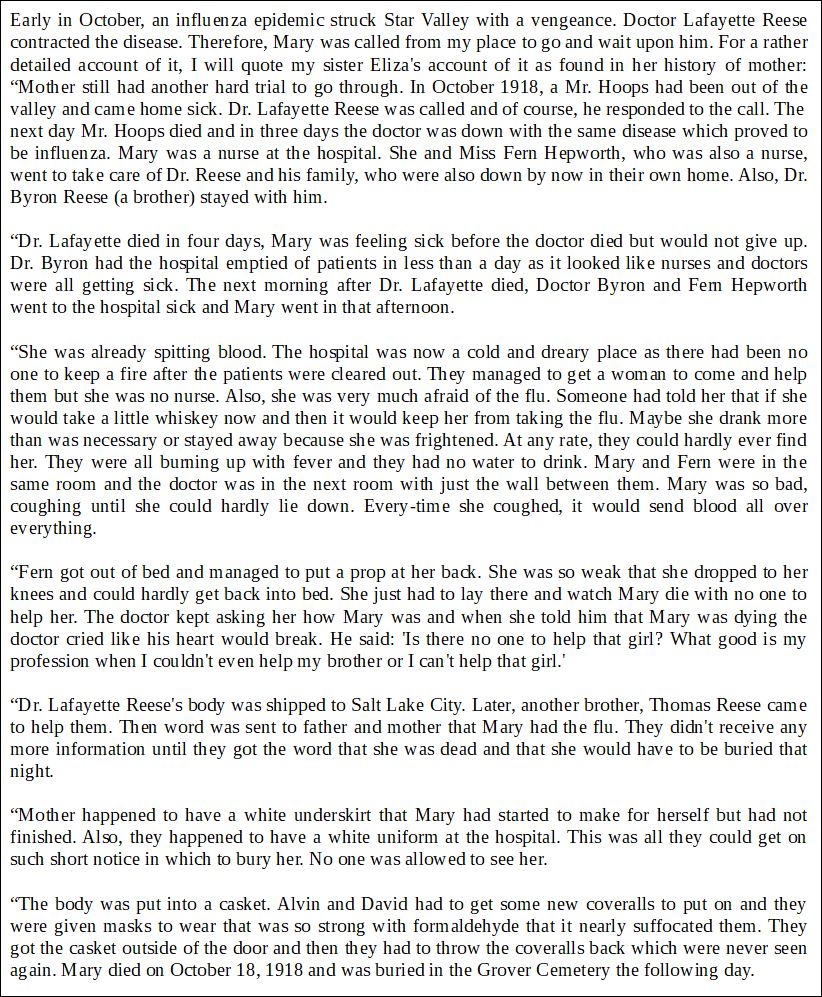 Early in October, an influenza epidemic struck Star Valley with a vengeance. Doctor Lafayette Reese
contracted the disease. Therefore, Mary was called from my place to go and wait upon him. For a rather
detailed account of it, I will quote my sister Eliza's account of it as found in her history of mother:
“Mother still had another hard trial to go through. In October 1918, a Mr. Hoops had been out of the
valley and came home sick. Dr. Lafayette Reese was called and of course, he responded to the call. The
next day Mr. Hoops died and in three days the doctor was down with the same disease which proved to
be influenza. Mary was a nurse at the hospital. She and Miss Fern Hepworth, who was also a nurse,
went to take care of Dr. Reese and his family, who were also down by now in their own home. Also, Dr.
Byron Reese (a brother) stayed with him.

“Dr. Lafayette died in four days, Mary was feeling sick before the doctor died but would not give up.
Dr. Byron had the hospital emptied of patients in less than a day as it looked like nurses and doctors
were all getting sick. The next morning after Dr. Lafayette died, Doctor Byron and Fem Hepworth
went to the hospital sick and Mary went in that afternoon.

“She was already spitting blood. The hospital was now a cold and dreary place as there had been no
one to keep a fire after the patients were cleared out. They managed to get a woman to come and help
them but she was no nurse. Also, she was very much afraid of the flu. Someone had told her that if she
would take a little whiskey now and then it would keep her from taking the flu. Maybe she drank more
than was necessary or stayed away because she was frightened. At any rate, they could hardly ever find
her. They were all buming up with fever and they had no water to drink. Mary and Fern were in the
same room and the doctor was in the next room with just the wall between them. Mary was so bad,
coughing until she could hardly lie down. Every-time she coughed, it would send blood all over
everything.

“Fern got out of bed and managed to put a prop at her back. She was so weak that she dropped to her
knees and could hardly get back into bed. She just had to lay there and watch Mary die with no one to
help her. The doctor kept asking her how Mary was and when she told him that Mary was dying the
doctor cried like his heart would break. He said: 'Is there no one to help that girl? What good is my
profession when I couldn't even help my brother or I can't help that girl.'

“Dr. Lafayette Reese's body was shipped to Salt Lake City. Later, another brother, Thomas Reese came
to help them. Then word was sent to father and mother that Mary had the flu. They didn't receive any
more information until they got the word that she was dead and that she would have to be buried that
night.

“Mother happened to have a white underskirt that Mary had started to make for herself but had not
finished. Also, they happened to have a white uniform at the hospital. This was all they could get on
such short notice in which to bury her. No one was allowed to see her.

“The body was put into a casket. Alvin and David had to get some new coveralls to put on and they
were given masks to wear that was so strong with formaldehyde that it nearly suffocated them. They
got the casket outside of the door and then they had to throw the coveralls back which were never seen
again. Mary died on October 18, 1918 and was buried in the Grover Cemetery the following day.